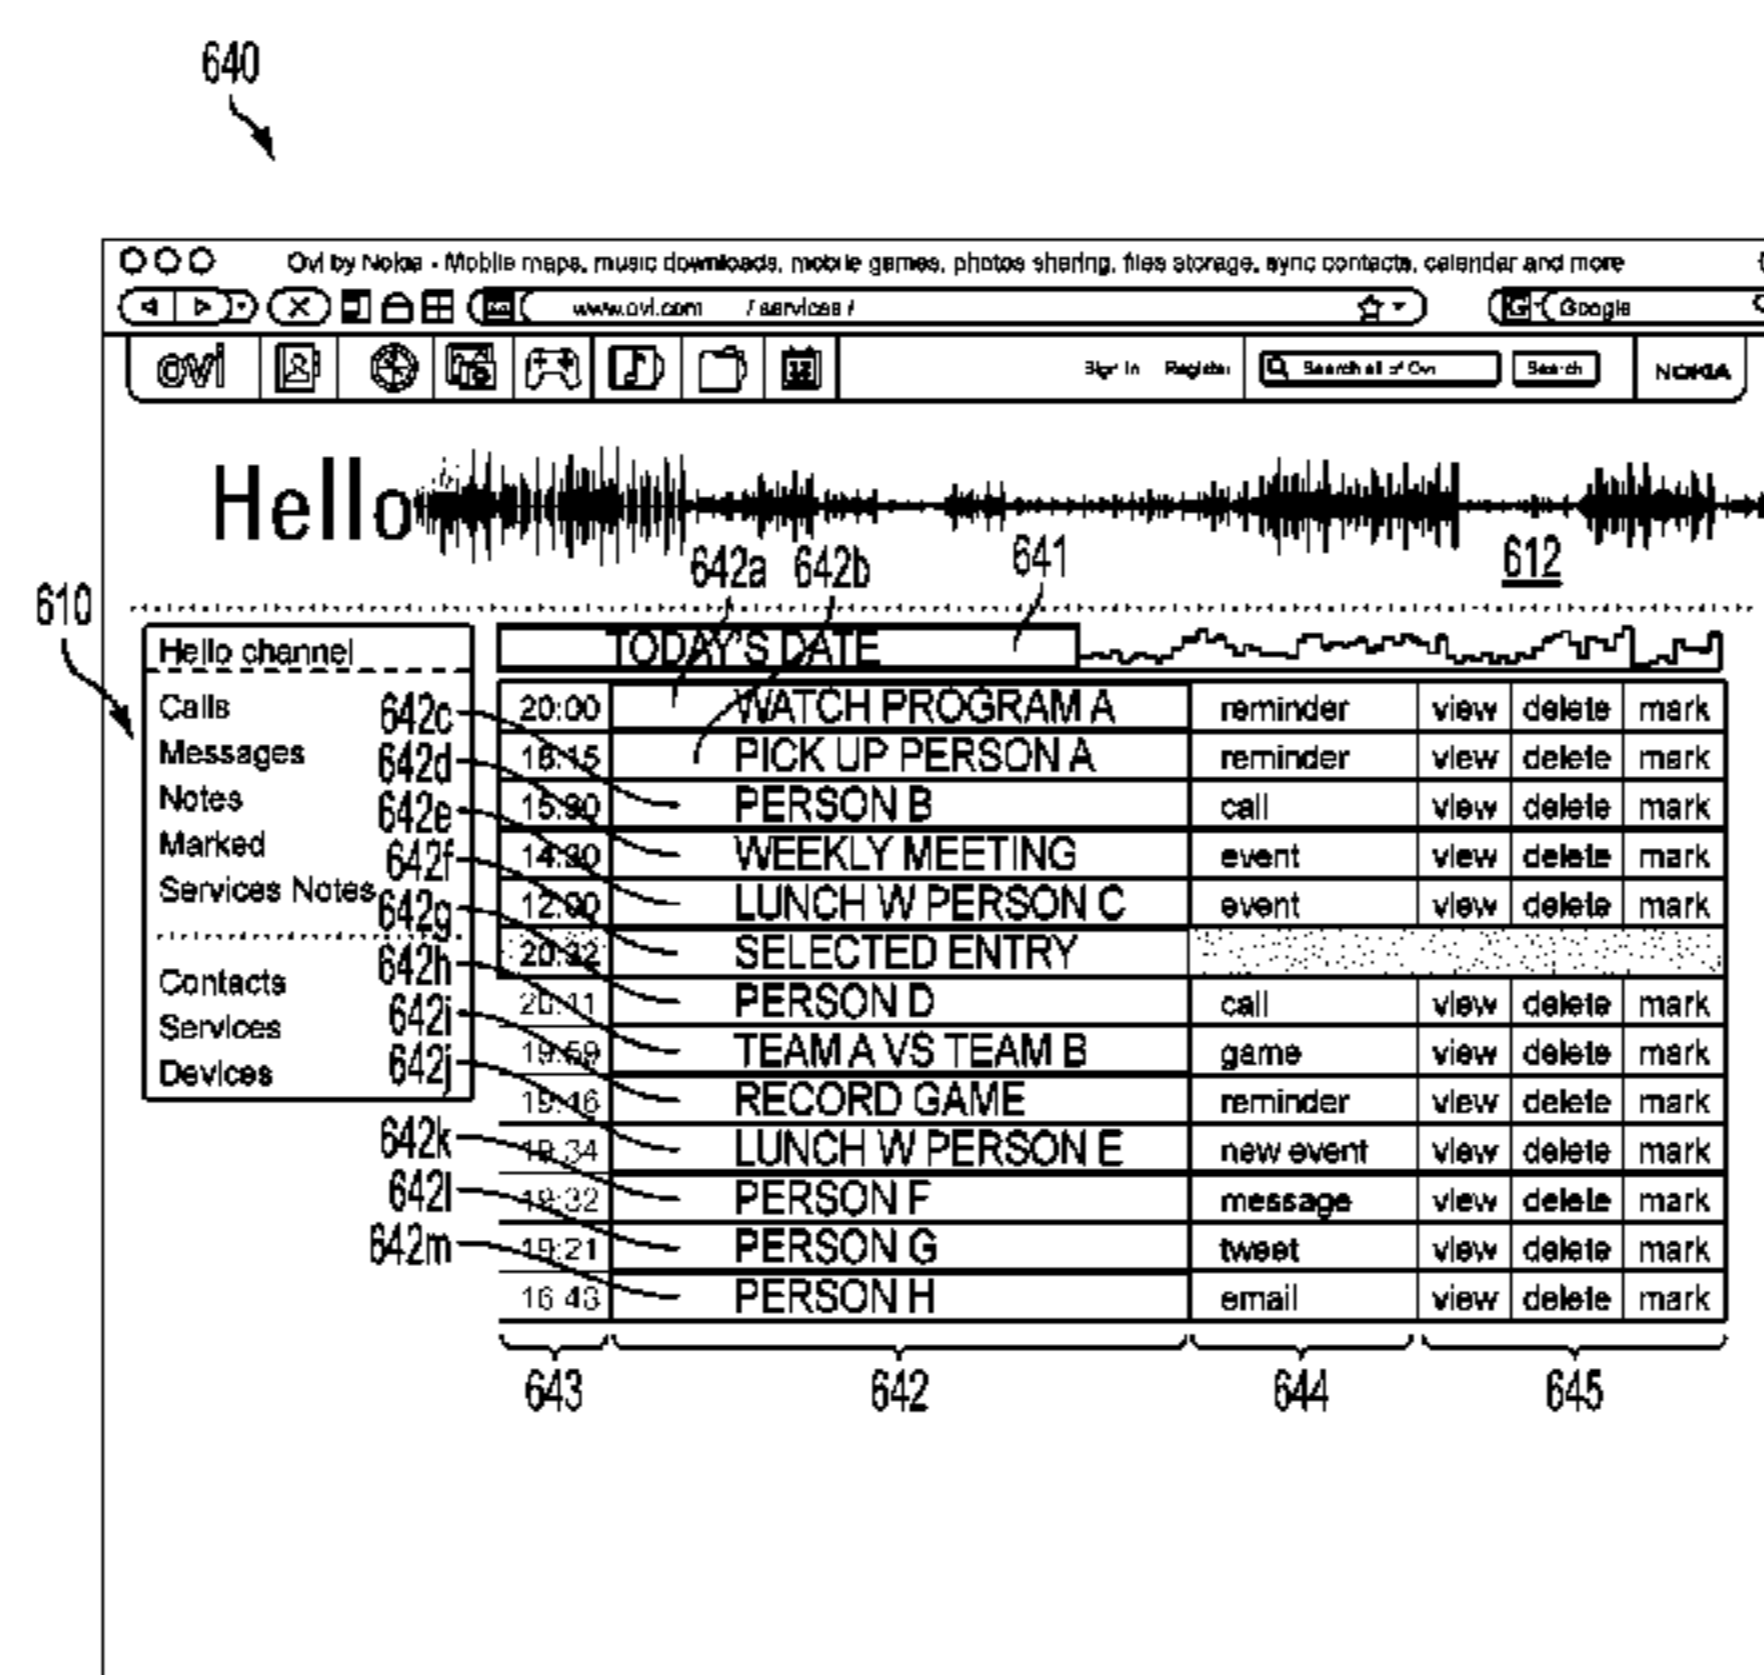 640
Ovi by Nokia - Mobile maps, music downloads, mobile games, photos sharing, files storage, sync contacts, calendar and more
www.ovi.com / services / G Google
ovi 12 Sign In Register Search all of Ovi Search NOKIA
Hello
642a 642b 641 612
610
Hello channel TODAY'S DATE
Calls 642c 20:00 WATCH PROGRAM A reminder view delete mark
Messages 642d 18:15 PICK UP PERSON A reminder view delete mark
Notes 642e 15:30 PERSON B call view delete mark
Marked 642f 14:30 WEEKLY MEETING event view delete mark
Services Notes 642g 12:00 LUNCH W PERSON C event view delete mark
642h 20:32 SELECTED ENTRY
Contacts 642i PERSON D call view delete mark
Services 642j 19:59 TEAM A VS TEAM B game view delete mark
Devices 19:46 RECORD GAME reminder view delete mark
642k 19:34 LUNCH W PERSON E new event view delete mark
642l 19:32 PERSON F message view delete mark
642m 19:21 PERSON G tweet view delete mark
16:43 PERSON H email view delete mark
643 642 644 645